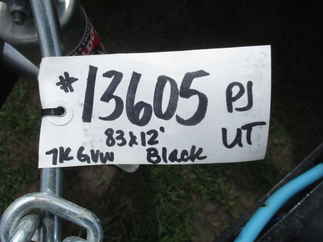 *13605 PJ
83x12' UT
7K GVW Black